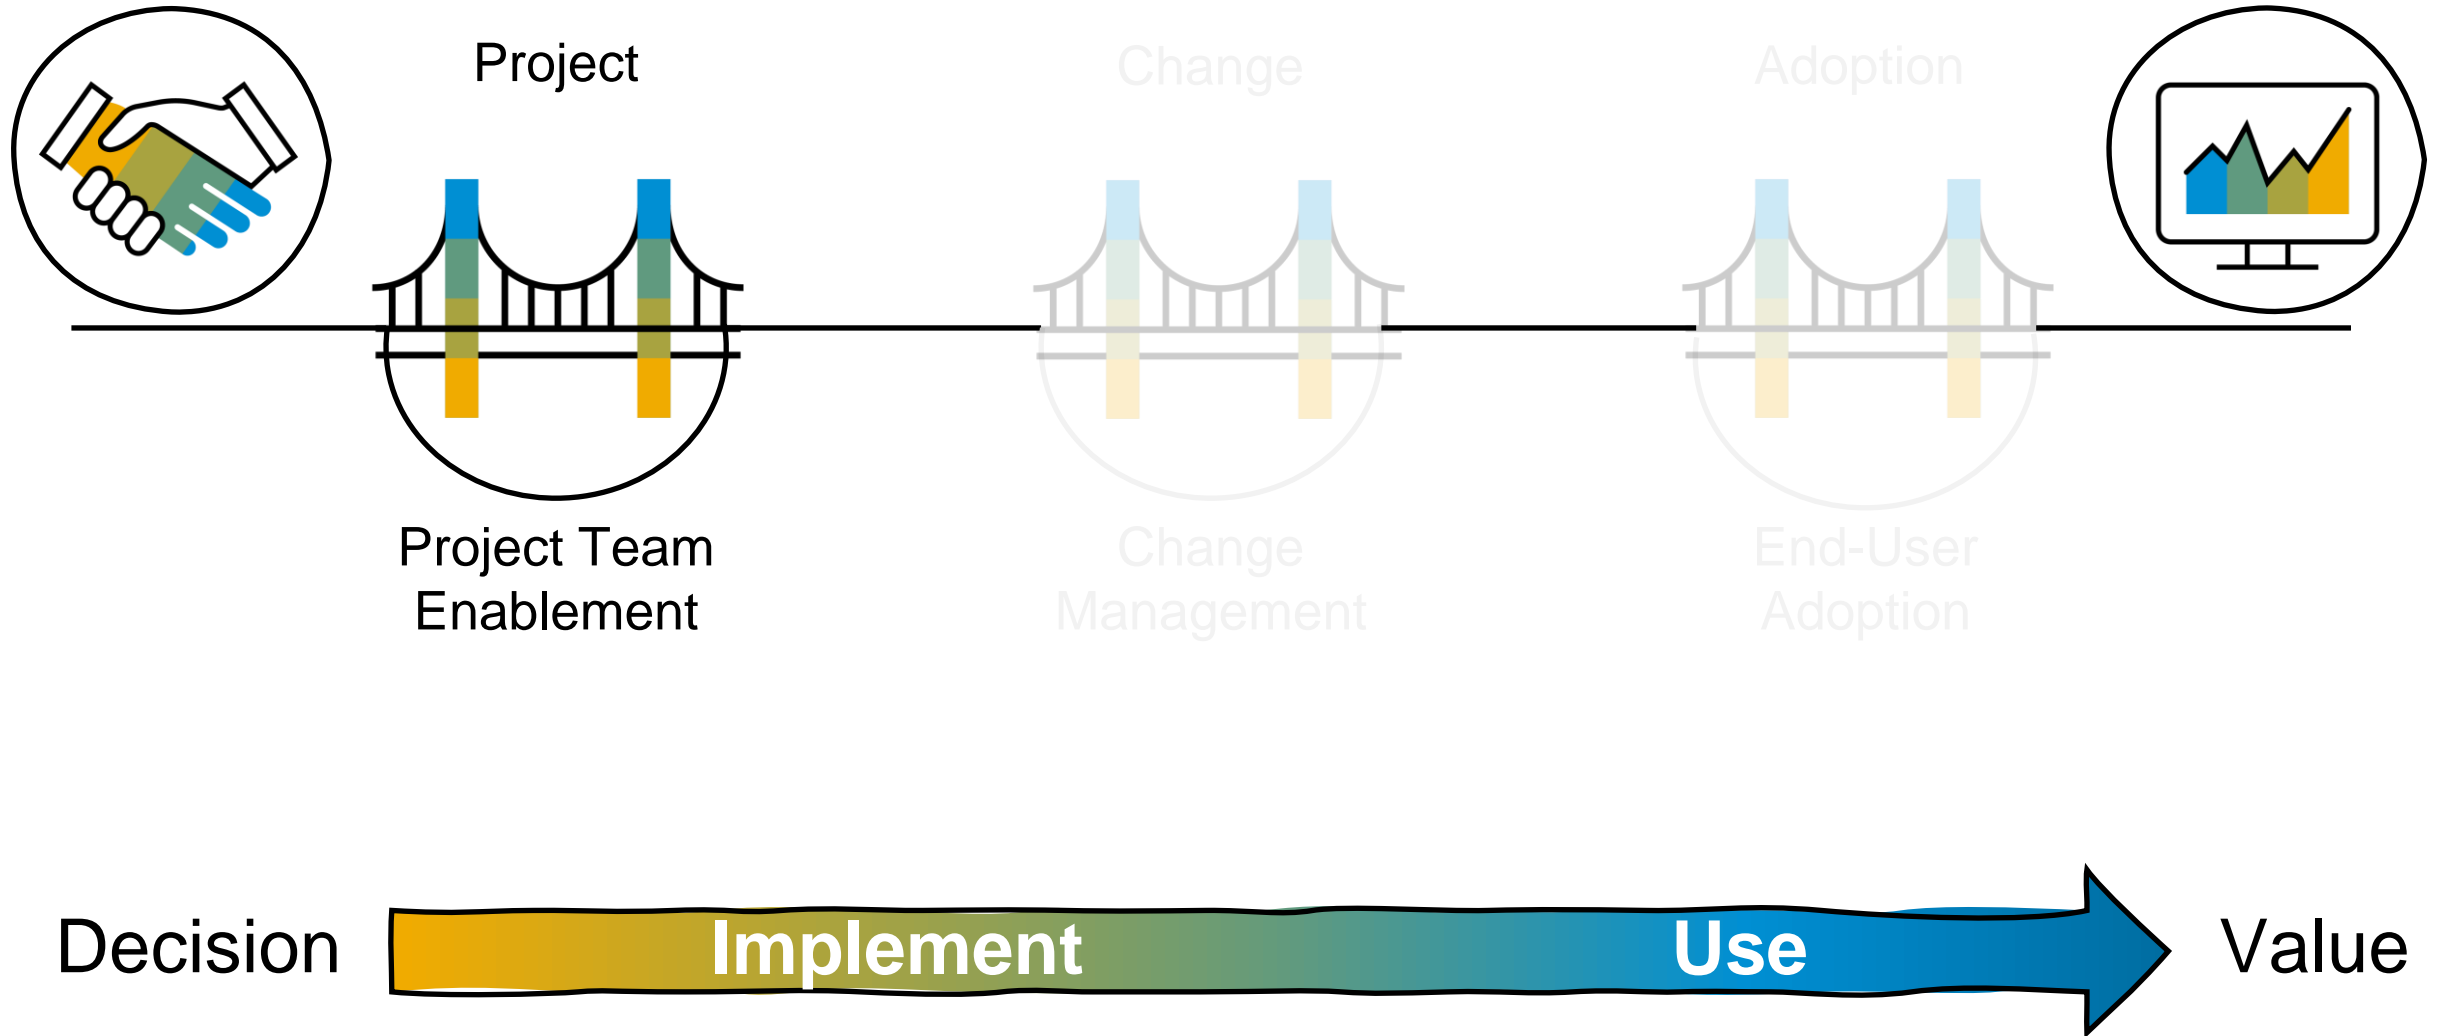 Project
Change
Adoption
Project Team
Enablement
Change
Management
End-User
Adoption
Decision
Implement
Use
Value